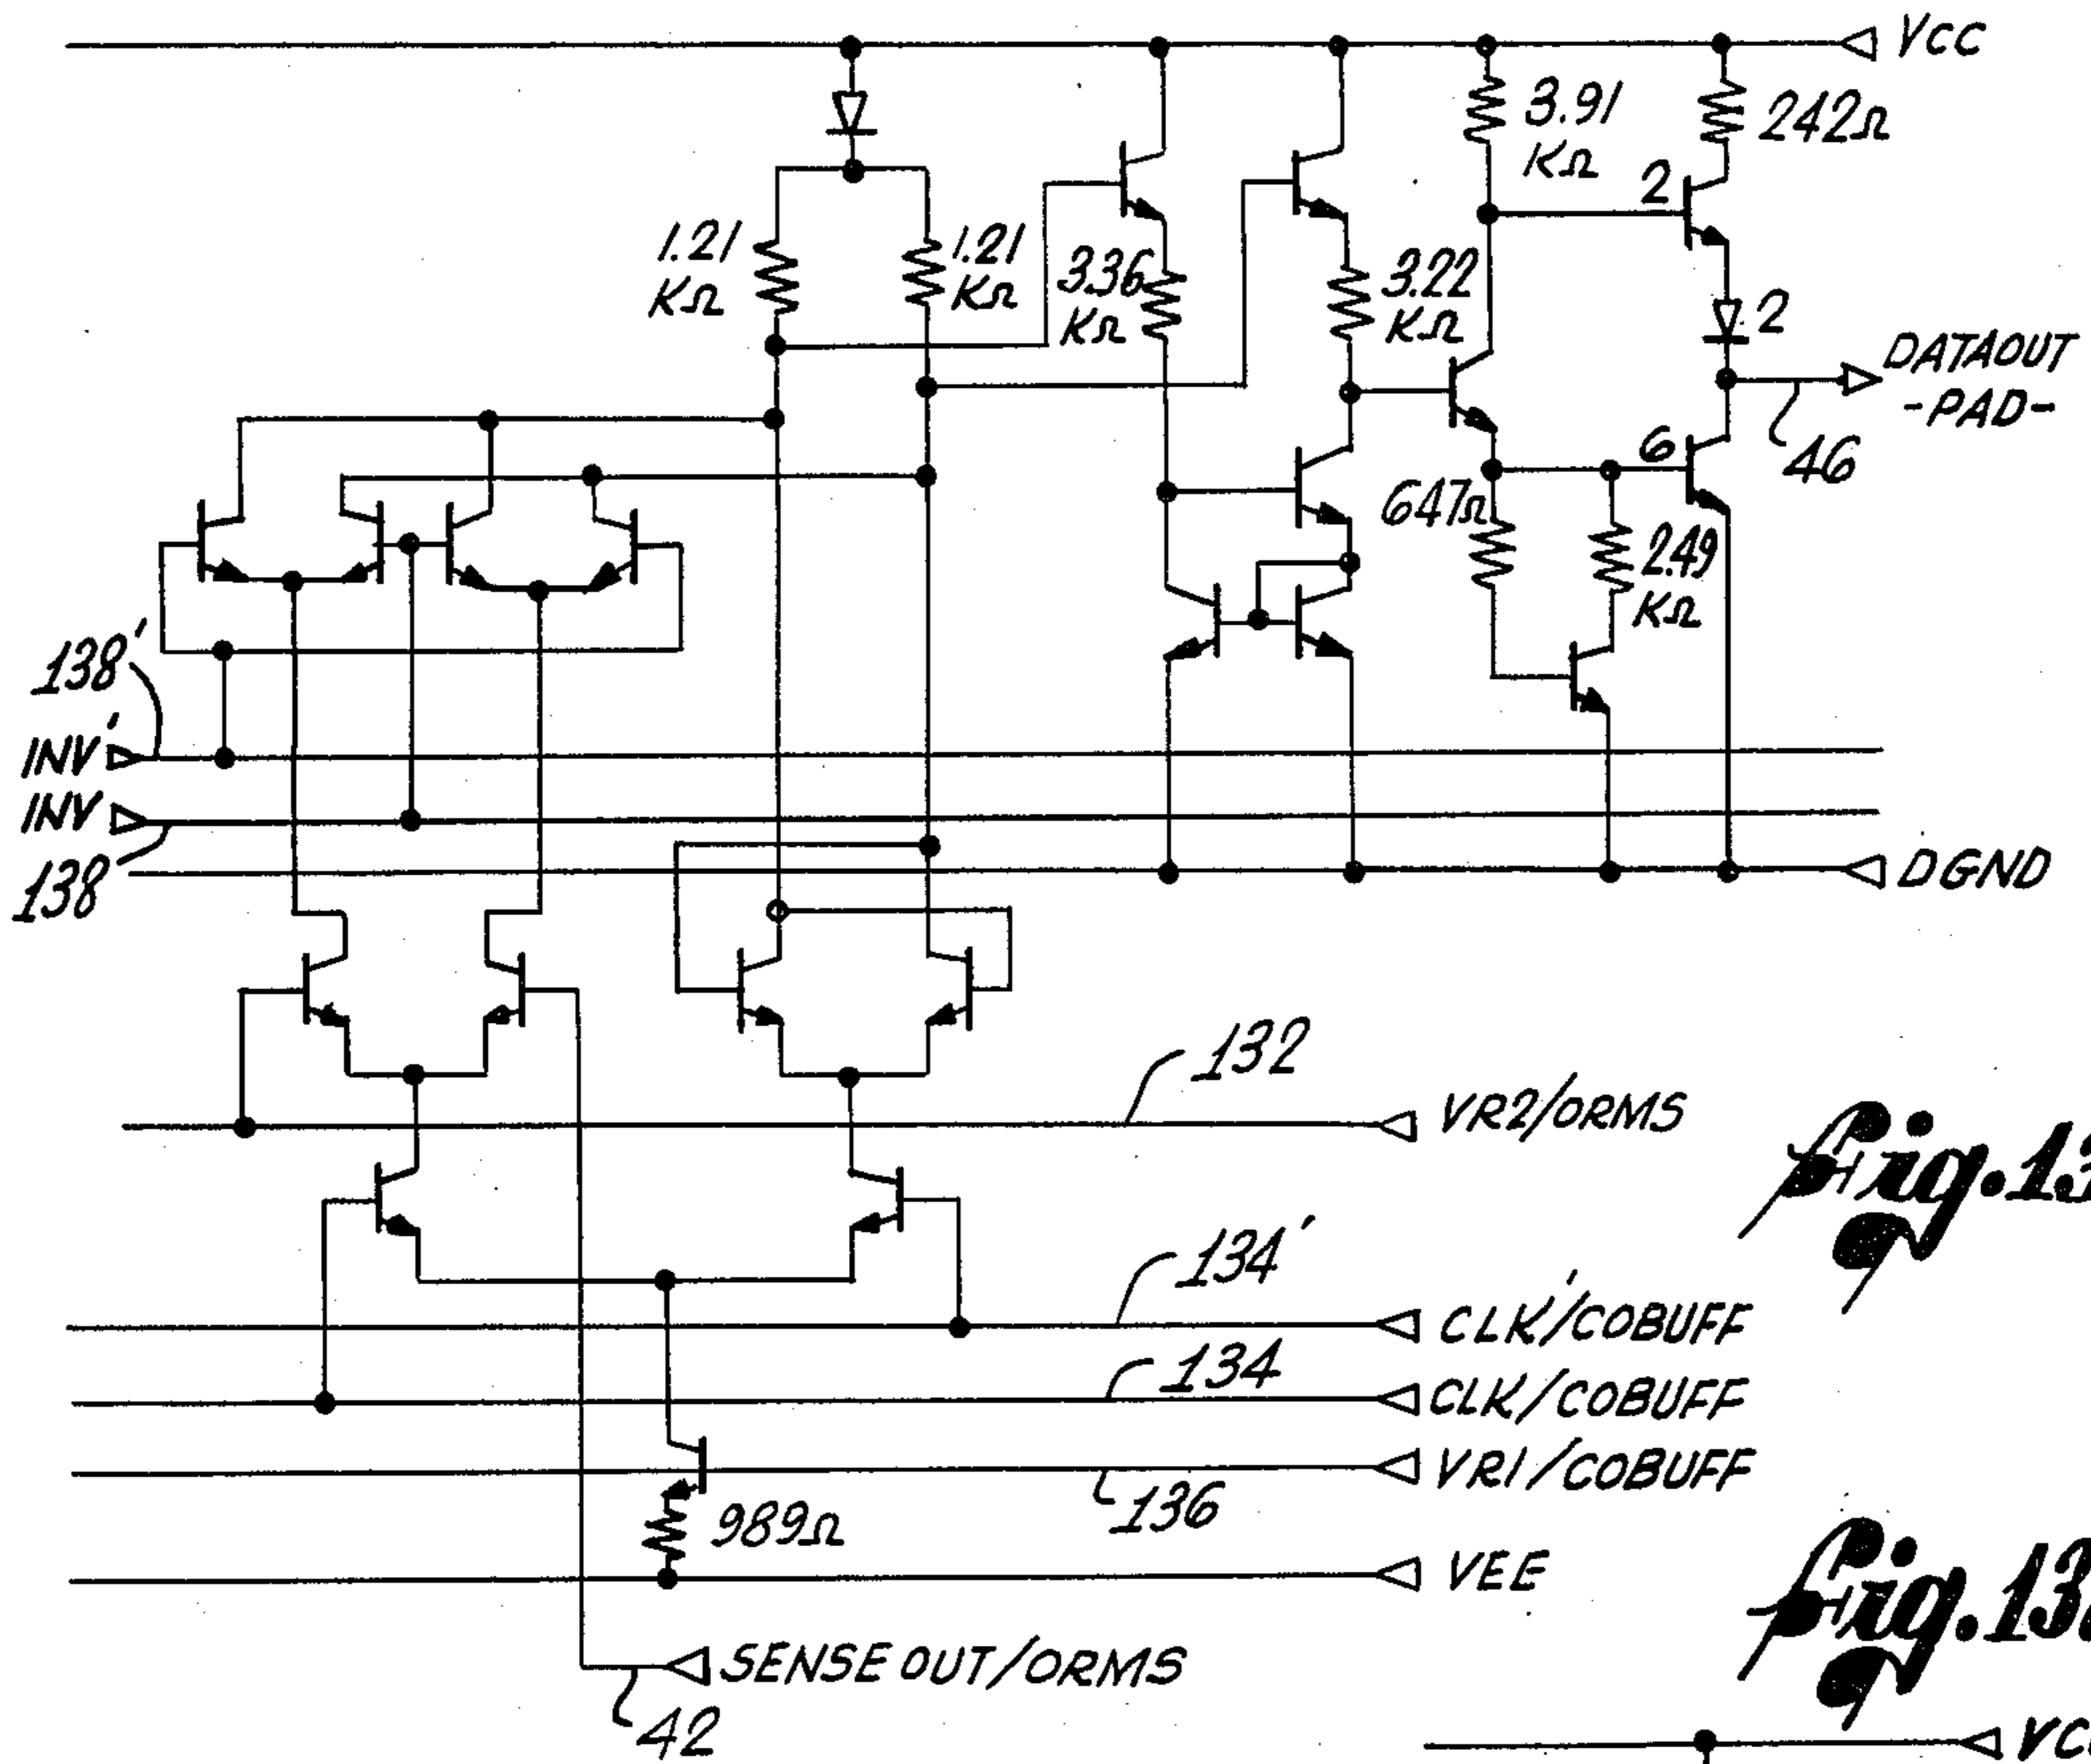 VCC
3.91
KΩ
242Ω
2
1.21
KΩ
1.21
KΩ
3.36
KΩ
3.22
KΩ
2
DATAOUT
-PAD-
46
6
647Ω
2.49
KΩ
138'
INV'
INV
138
DGND
132
VR2/ORMS
134'
CLK'/COBUFF
134
CLK/COBUFF
VR1/COBUFF
136
989Ω
VEE
SENSE OUT/ORMS
42